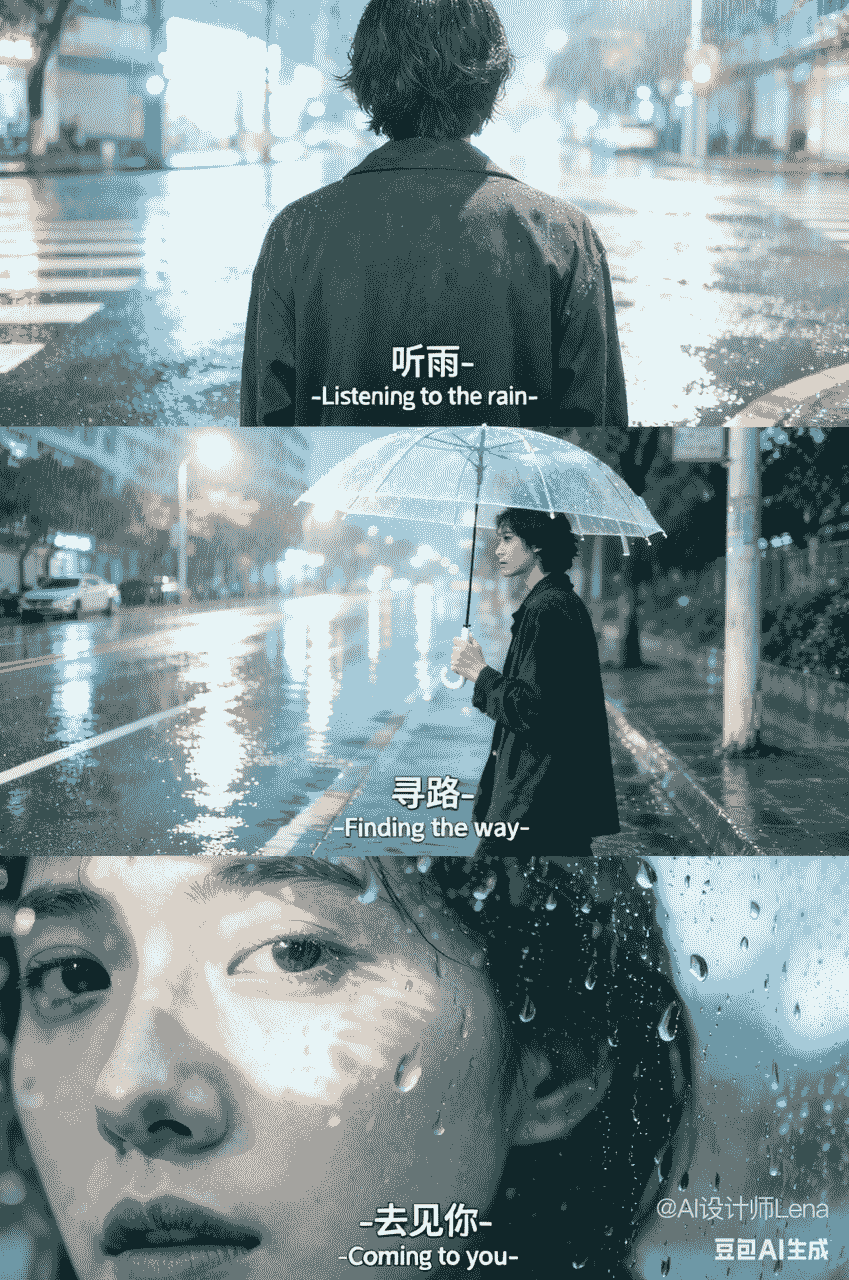 听雨-
-Listening to the rain-
寻路-
-Finding the way-
-去见你-
-Coming to you-
@AI设计师Lena
豆包AI生成